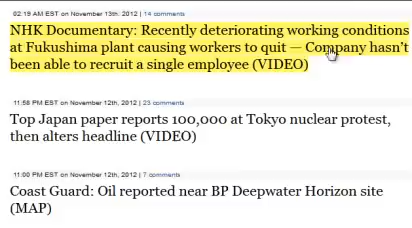 02:19 AM EST on November 13th, 2012 | 14 comments
NHK Documentary: Recently deteriorating working conditions
at Fukushima plant causing workers to quit — Company hasn't
been able to recruit a single employee (VIDEO)
11:58 PM EST on November 12th, 2012 | 23 comments
Top Japan paper reports 100,000 at Tokyo nuclear protest,
then alters headline (VIDEO)
11:00 PM EST on November 12th, 2012 | 7 comments
Coast Guard: Oil reported near BP Deepwater Horizon site
(MAP)